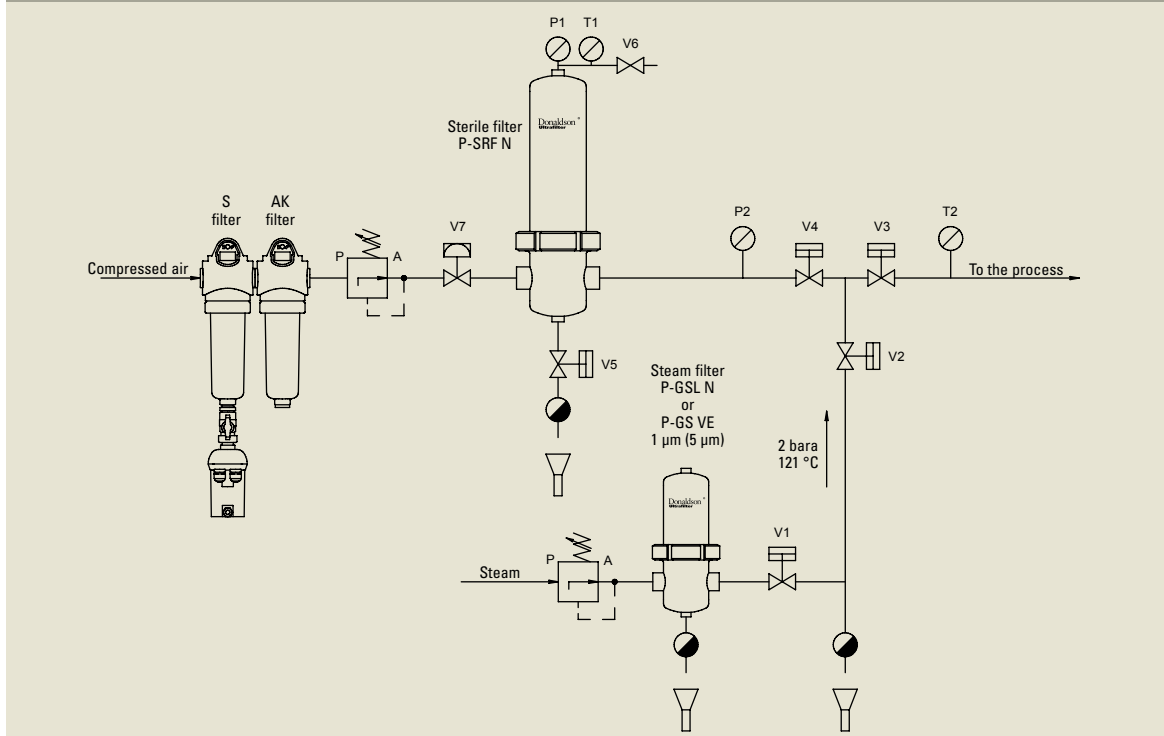 P1
T1
V6
Donaldson
Ultrafilter
Sterile filter
P-SRF N
S
filter
AK
filter
P
A
V7
P2
V4
V3
T2
Compressed air
To the process
V5
V2
Steam filter
P-GSL N
or
P-GS VE
1 µm (5 µm)
2 bara
121 °C
Donaldson
Ultrafilter
V1
P
A
Steam